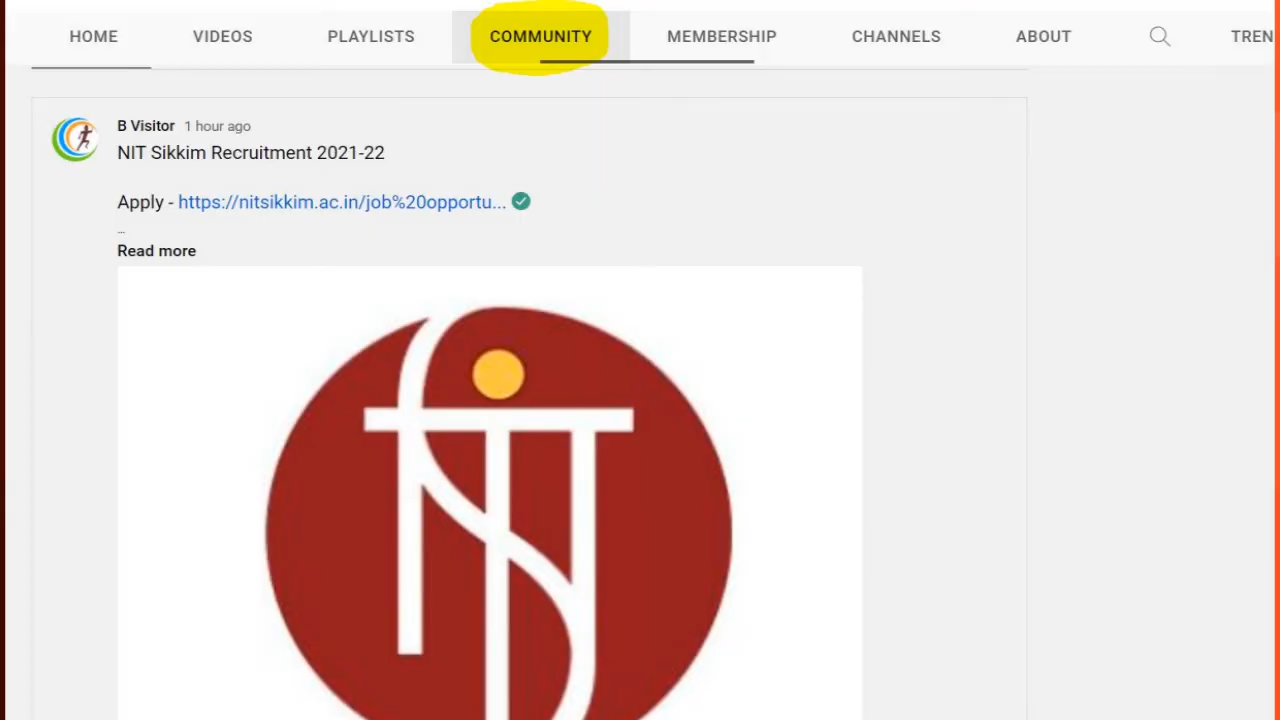 HOME VIDEOS PLAYLISTS COMMUNITY MEMBERSHIP CHANNELS ABOUT TREN
B Visitor 1 hour ago
NIT Sikkim Recruitment 2021-22
Apply - https://nitsikkim.ac.in/job%20opportu...
...
Read more